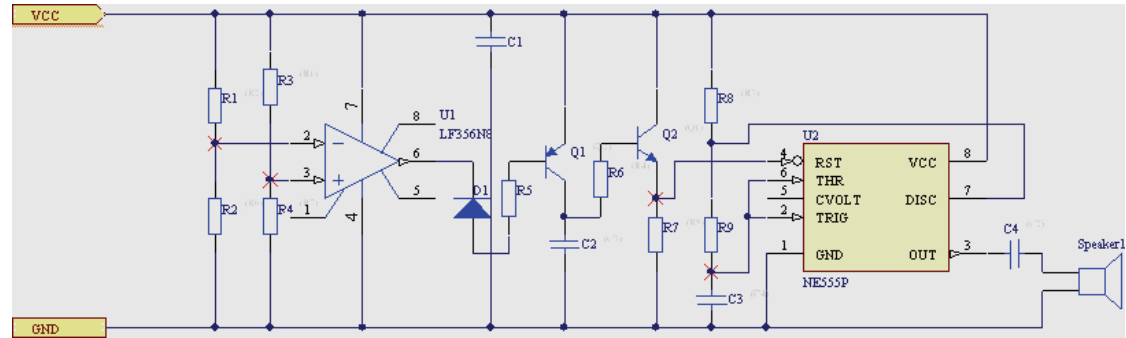 VCC
C1
R3
R1
7
8
U1
LF356N8
R8
Q2
U2
2
6
Q1
4
RST
VCC
8
3
D1
R5
R6
6
THR
5
CVOLT
DISC
7
R2
R4
1
4
5
2
TRIG
C2
R7
R9
1
GND
OUT
3
C4
Speaker1
C3
NE555P
GND